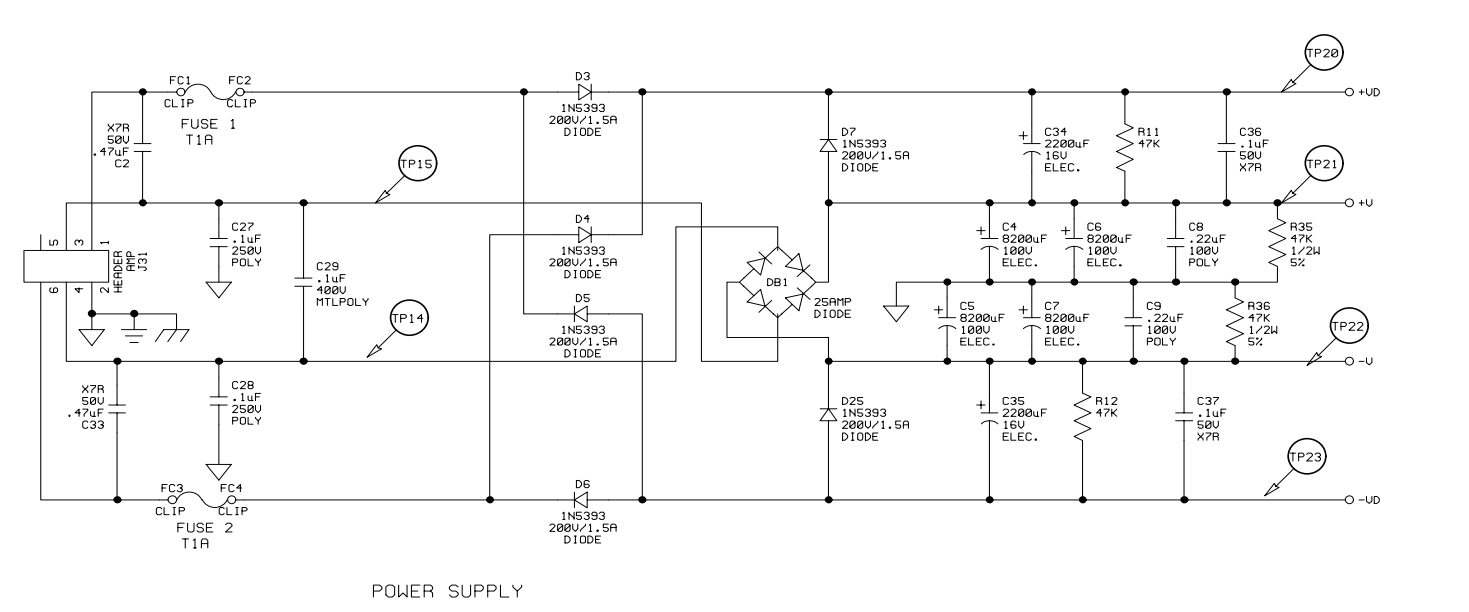 TP20
FC1
FC2
CLIP
CLIP
FUSE 1
T1A
D3
1N5393
200V/1.5A
DIODE
+VD
X7R
50V
.47uF
C2
TP15
D7
1N5393
200V/1.5A
DIODE
C34
2200uF
16V
ELEC.
R11
47K
C36
.1uF
50V
X7R
TP21
+V
5
3
1
6
4
2
HEADER
AMP
J31
C27
.1uF
250V
POLY
C29
.1uF
400V
MTLPOLY
D4
1N5393
200V/1.5A
DIODE
DB1
25AMP
DIODE
C4
8200uF
100V
ELEC.
C6
8200uF
100V
ELEC.
C8
.22uF
100V
POLY
R35
47K
1/2W
5%
TP14
D5
1N5393
200V/1.5A
DIODE
C5
8200uF
100V
ELEC.
C7
8200uF
100V
ELEC.
C9
.22uF
100V
POLY
R36
47K
1/2W
5%
TP22
-V
X7R
50V
.47uF
C33
C28
.1uF
250V
POLY
D25
1N5393
200V/1.5A
DIODE
C35
2200uF
16V
ELEC.
R12
47K
C37
.1uF
50V
X7R
TP23
FC3
FC4
CLIP
CLIP
FUSE 2
T1A
D6
1N5393
200V/1.5A
DIODE
-VD
POWER SUPPLY